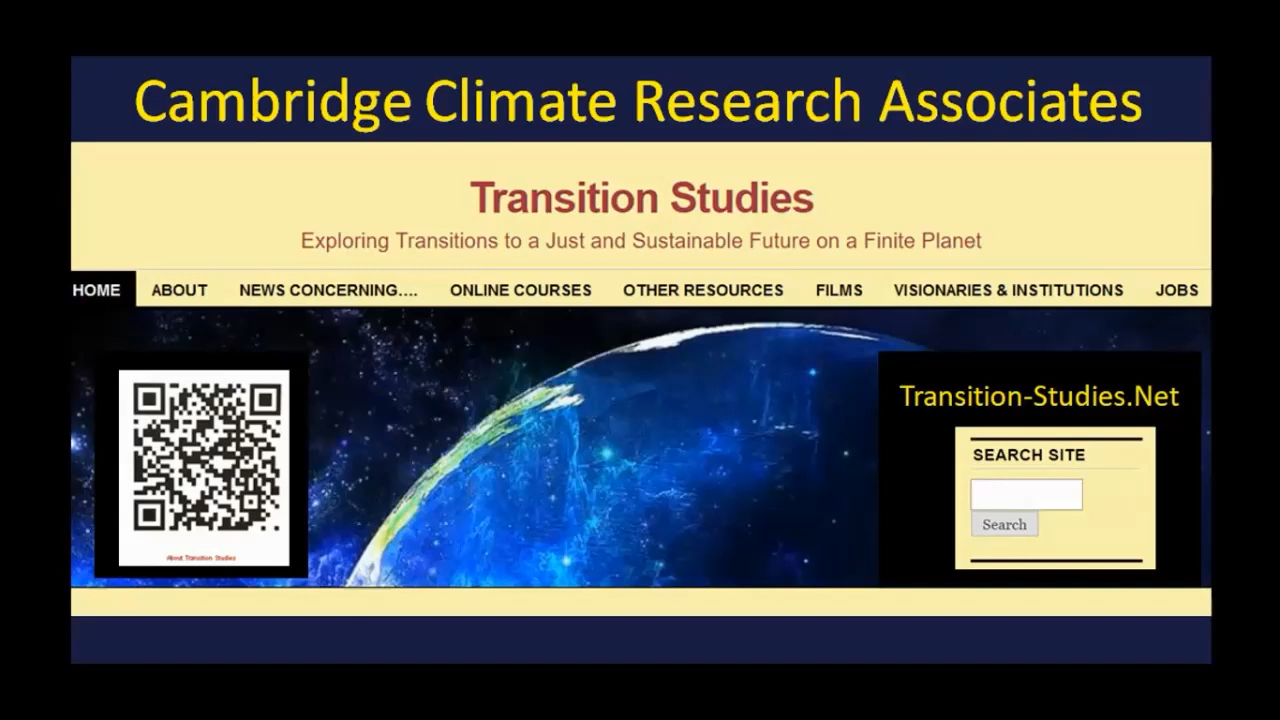 Cambridge Climate Research Associates
Transition Studies
Exploring Transitions to a Just and Sustainable Future on a Finite Planet
HOME ABOUT NEWS CONCERNING.... ONLINE COURSES OTHER RESOURCES FILMS VISIONARIES & INSTITUTIONS JOBS
Transition-Studies.Net
SEARCH SITE
Search
About Transition Studies